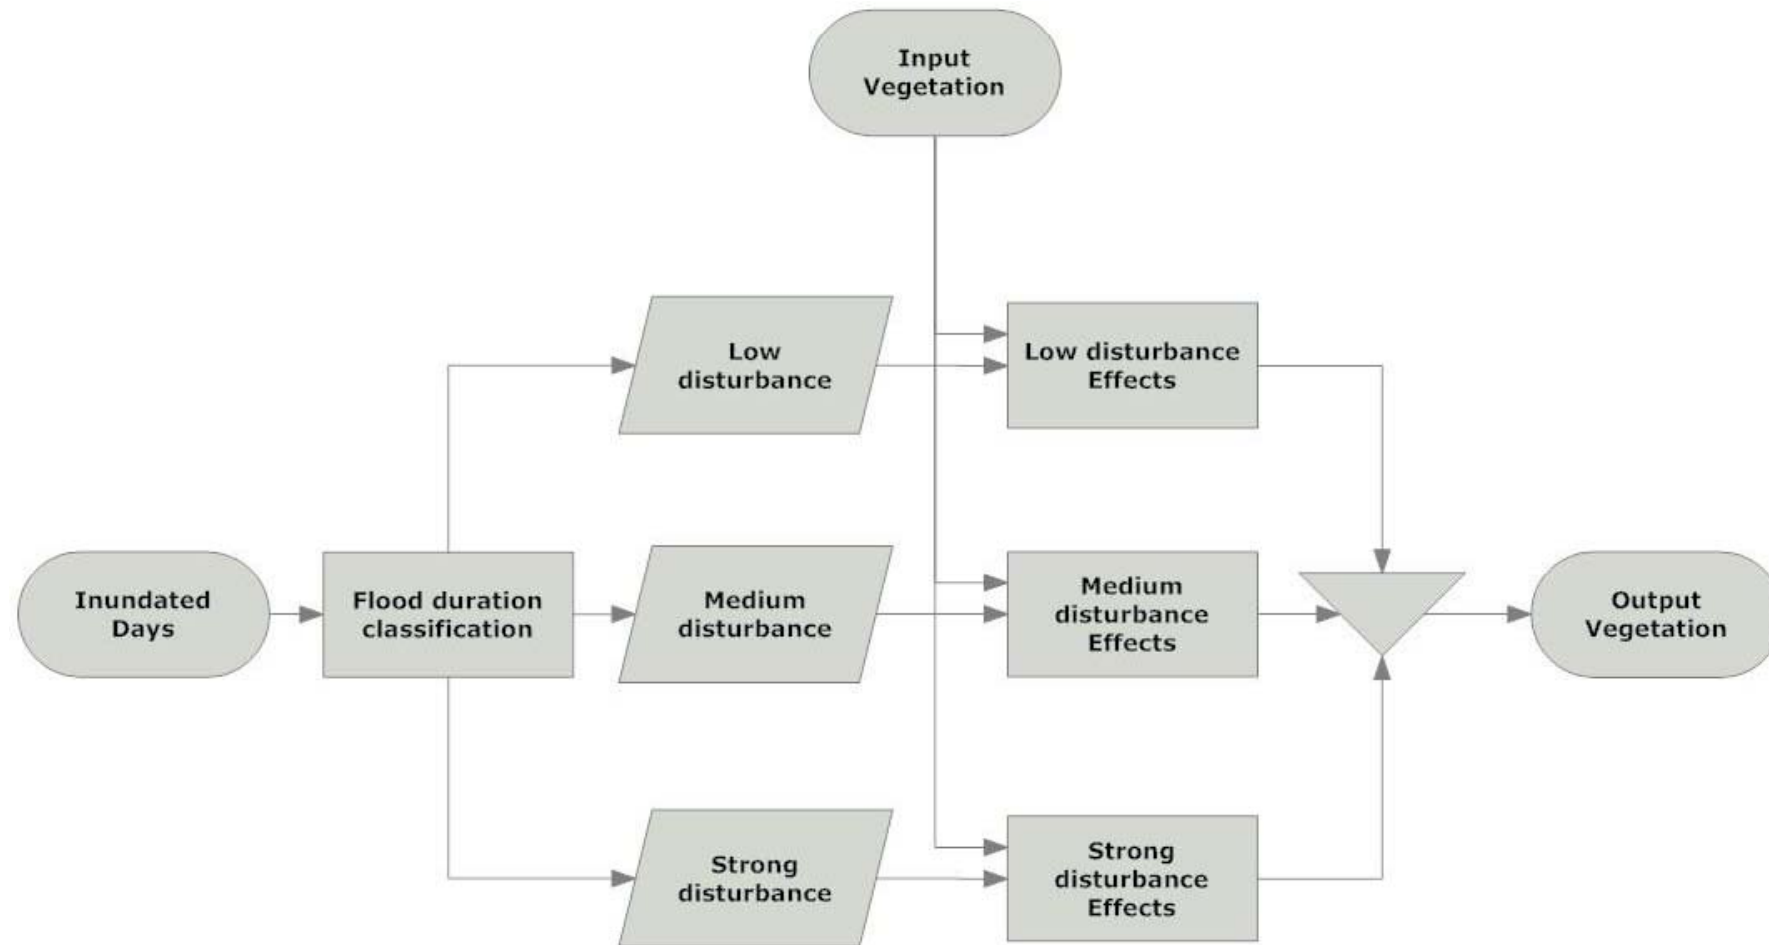 Input
Vegetation
Low
disturbance
Low disturbance
Effects
Inundated
Days
Flood duration
classification
Medium
disturbance
Medium
disturbance
Effects
Output
Vegetation
Strong
disturbance
Strong
disturbance
Effects